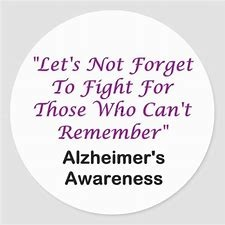 "Let's Not Forget
To Fight For
Those Who Can't
Remember"
Alzheimer's
Awareness